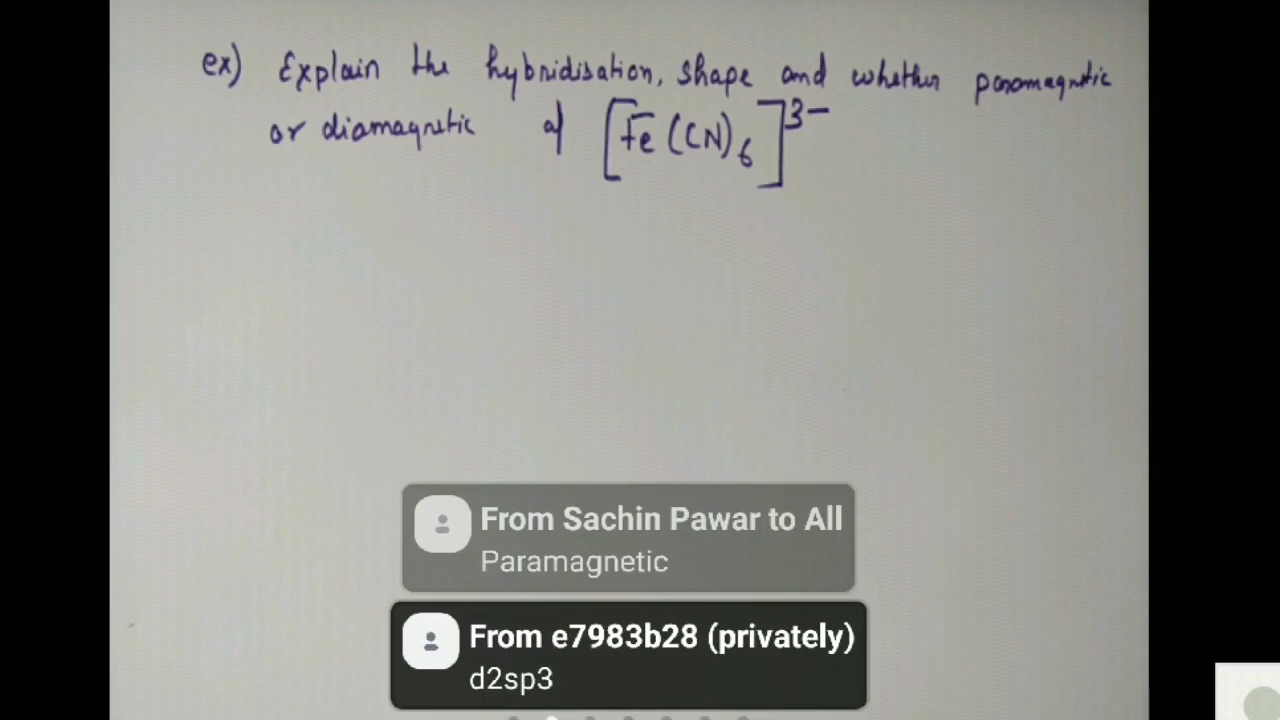 ex) Explain the hybridisation, shape and whether paramagnetic
or diamagnetic a) [Fe(CN)6]3-
From Sachin Pawar to All
Paramagnetic
From e7983b28 (privately)
d2sp3